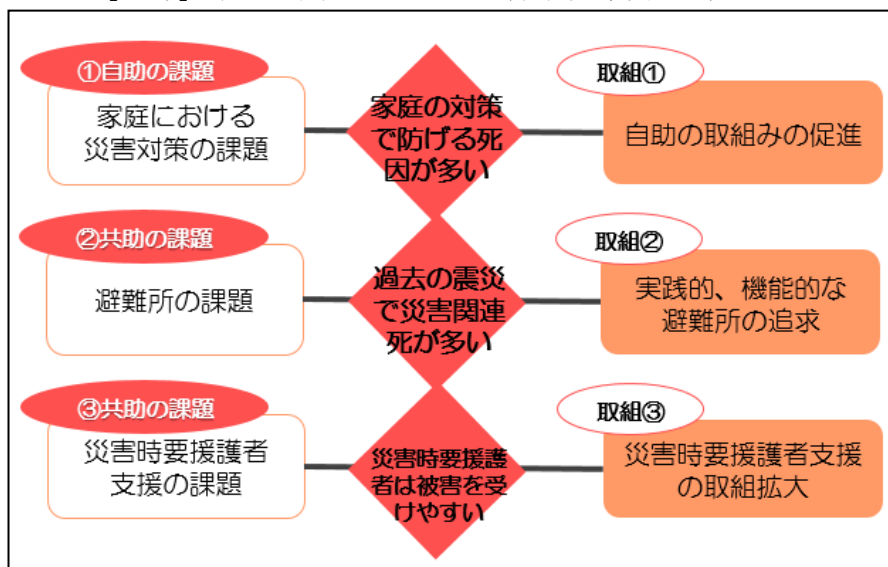 ①自助の課題
家庭における
災害対策の課題
家庭の対策
で防げる死
因が多い
取組①
自助の取組みの促進
②共助の課題
避難所の課題
過去の震災
で災害関連
死が多い
取組②
実践的、機能的な
避難所の追求
③共助の課題
災害時要援護者
支援の課題
災害時要援護
者は被害を受
けやすい
取組③
災害時要援護者支援
の取組拡大